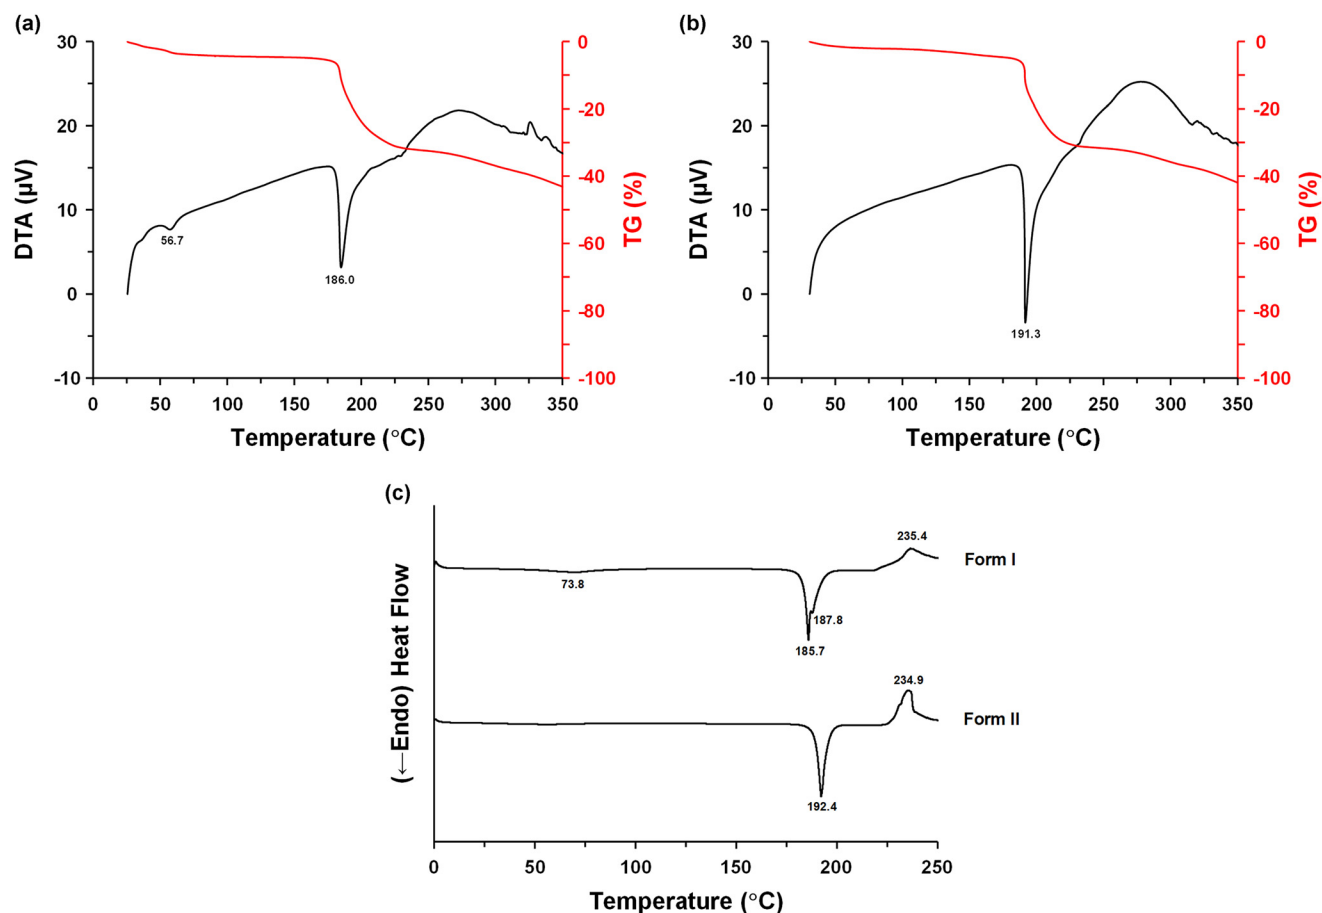 (a)
30
20
10
0
-10
DTA (µV)
0
-20
-40
-60
-80
-100
TG (%)
56.7
186.0
0 50 100 150 200 250 300 350
Temperature (°C)
(b)
30
20
10
0
-10
DTA (µV)
0
-20
-40
-60
-80
-100
TG (%)
191.3
0 50 100 150 200 250 300 350
Temperature (°C)
(c)
(←Endo) Heat Flow
235.4
Form I
73.8
187.8
185.7
234.9
Form II
192.4
0 50 100 150 200 250
Temperature (°C)